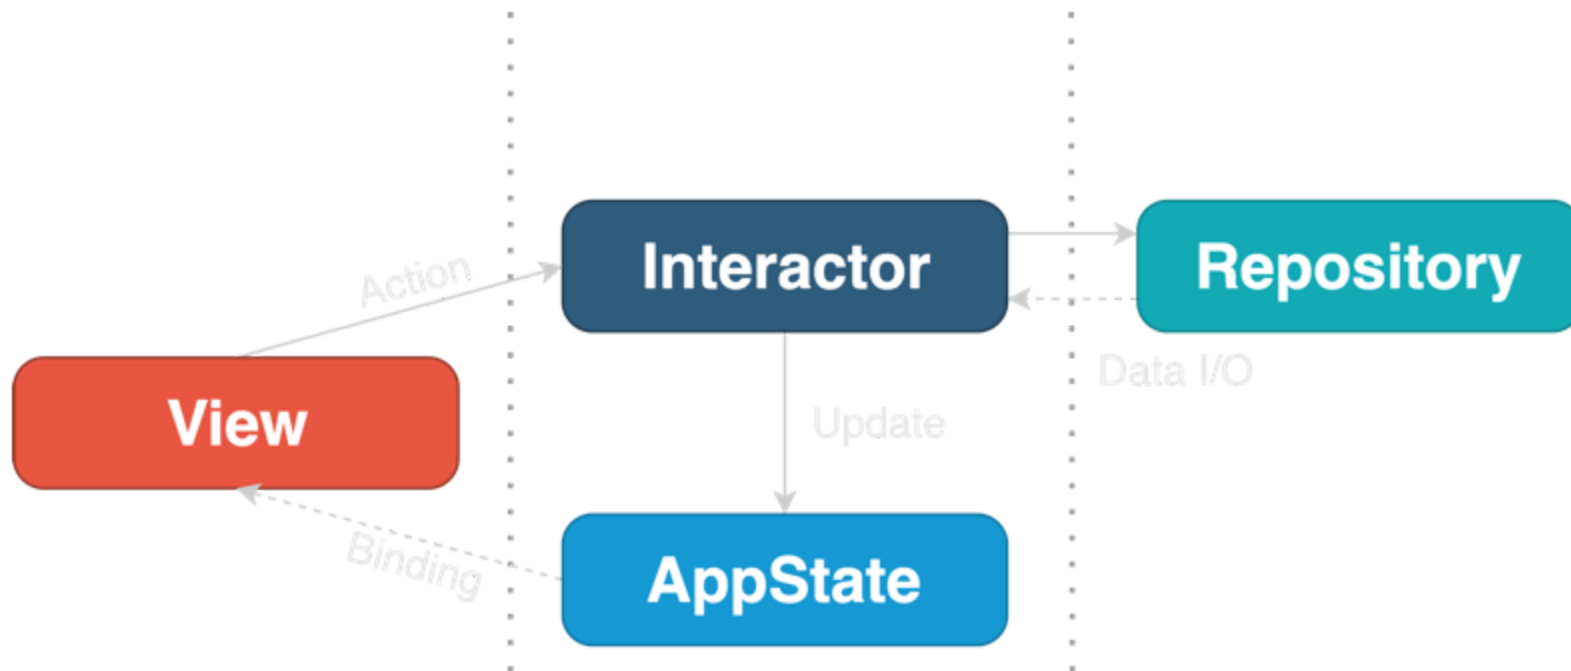 Interactor
Repository
Action
Data I/O
View
Update
Binding
AppState